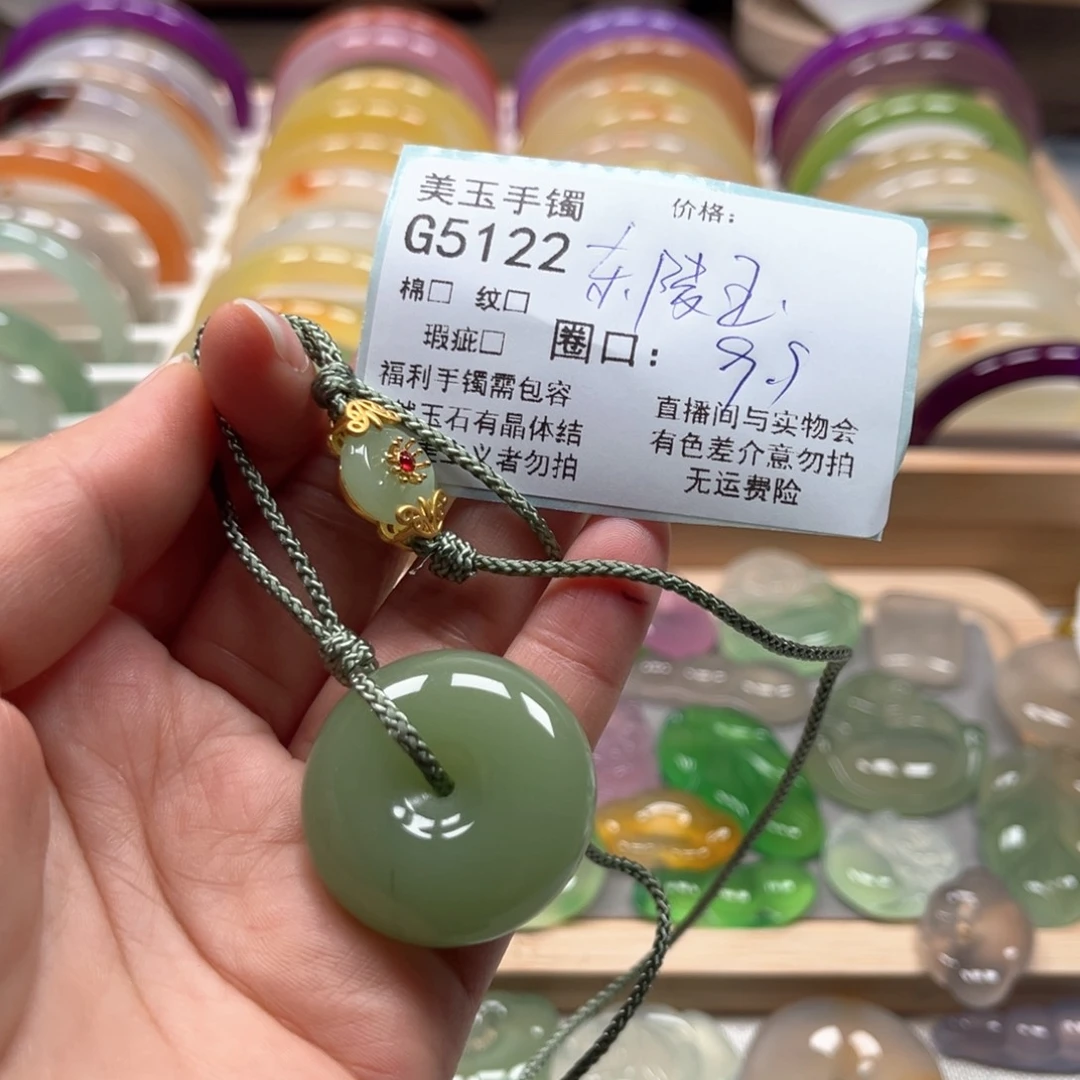 美玉手镯
价格：
G5122
东陵玉
棉□ 纹□
瑕疵□
圈口：
9.9
福利手镯需包容
玉石有晶体结
义者勿拍
直播间与实物会
有色差介意勿拍
无运费险